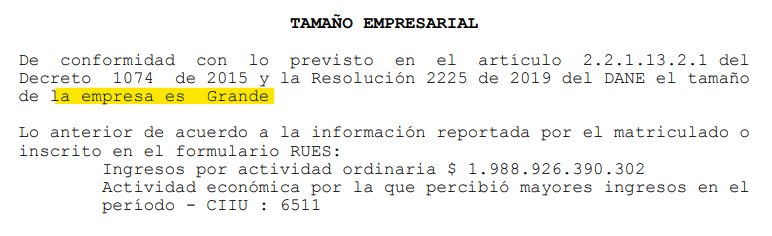 TAMAÑO EMPRESARIAL
De conformidad con lo previsto en el artículo 2.2.1.13.2.1 del
Decreto 1074 de 2015 y la Resolución 2225 de 2019 del DANE el tamaño
de la empresa es Grande
Lo anterior de acuerdo a la información reportada por el matriculado o
inscrito en el formulario RUES:
Ingresos por actividad ordinaria $ 1.988.926.390.302
Actividad económica por la que percibió mayores ingresos en el
período - CIIU : 6511